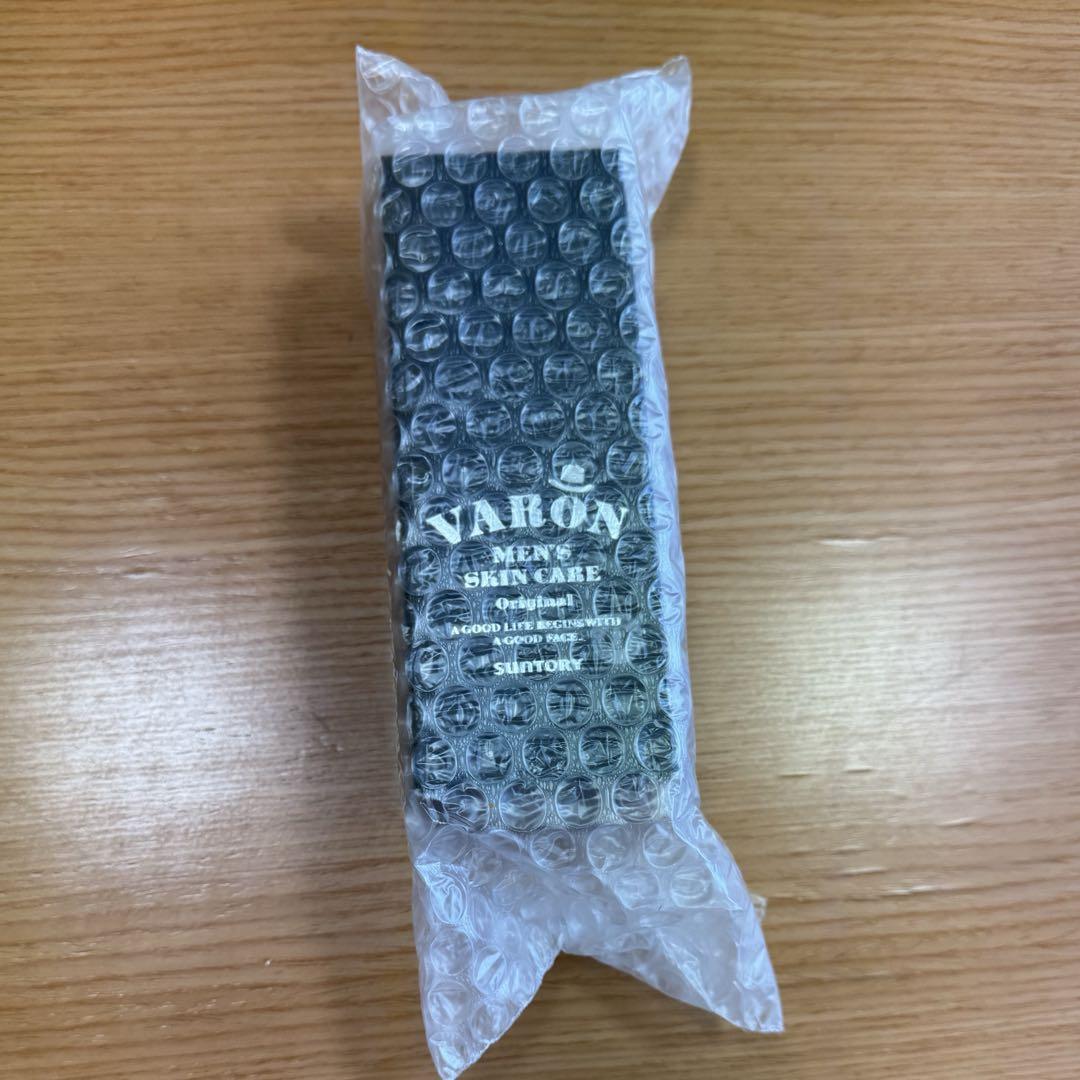 VARON
MEN'S
SKIN CARE
Original
A GOOD LIFE BEGINS WITH
A GOOD FACE.
SUNTORY